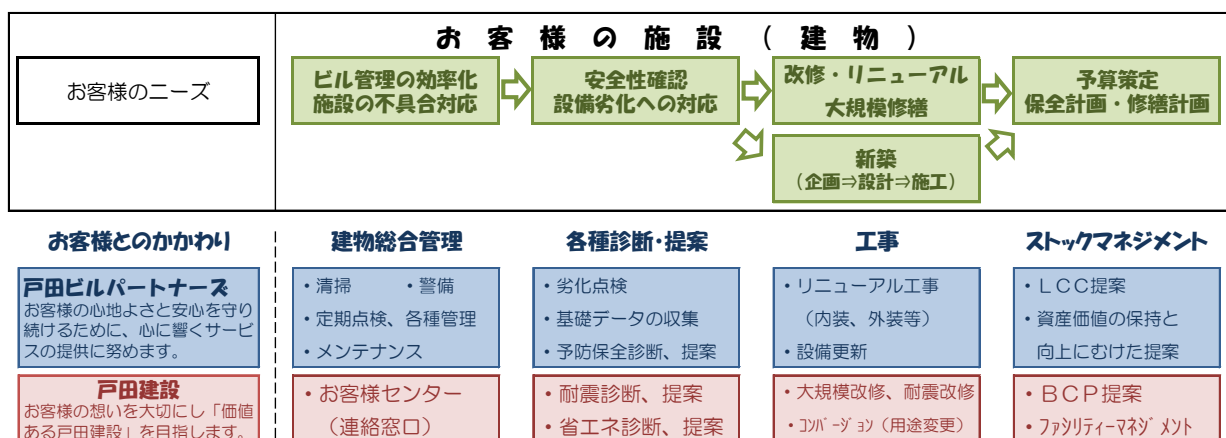 お客様の施設(建物)
お客様のニーズ
ビル管理の効率化
施設の不具合対応
安全性確認
設備劣化への対応
改修・リニューアル
大規模修繕
予算策定
保全計画・修繕計画
新築
(企画⇒設計⇒施工)
お客様とのかかわり
建物総合管理
各種診断・提案
工事
ストックマネジメント
戸田ビルパートナーズ
お客様の心地よさと安心を守り
続けるために、心に響くサービ
スの提供に努めます。
・清掃 ・警備
・定期点検、各種管理
・メンテナンス
・劣化点検
・基礎データの収集
・予防保全診断、提案
・リニューアル工事
(内装、外装等)
・設備更新
・LCC提案
・資産価値の保持と
向上にむけた提案
戸田建設
お客様の想いを大切にし「価値
ある戸田建設」を目指します。
・お客様センター
(連絡窓口)
・耐震診断、提案
・省エネ診断、提案
・大規模改修、耐震改修
・コンバージョン(用途変更)
・BCP提案
・ファシリティーマネジメント